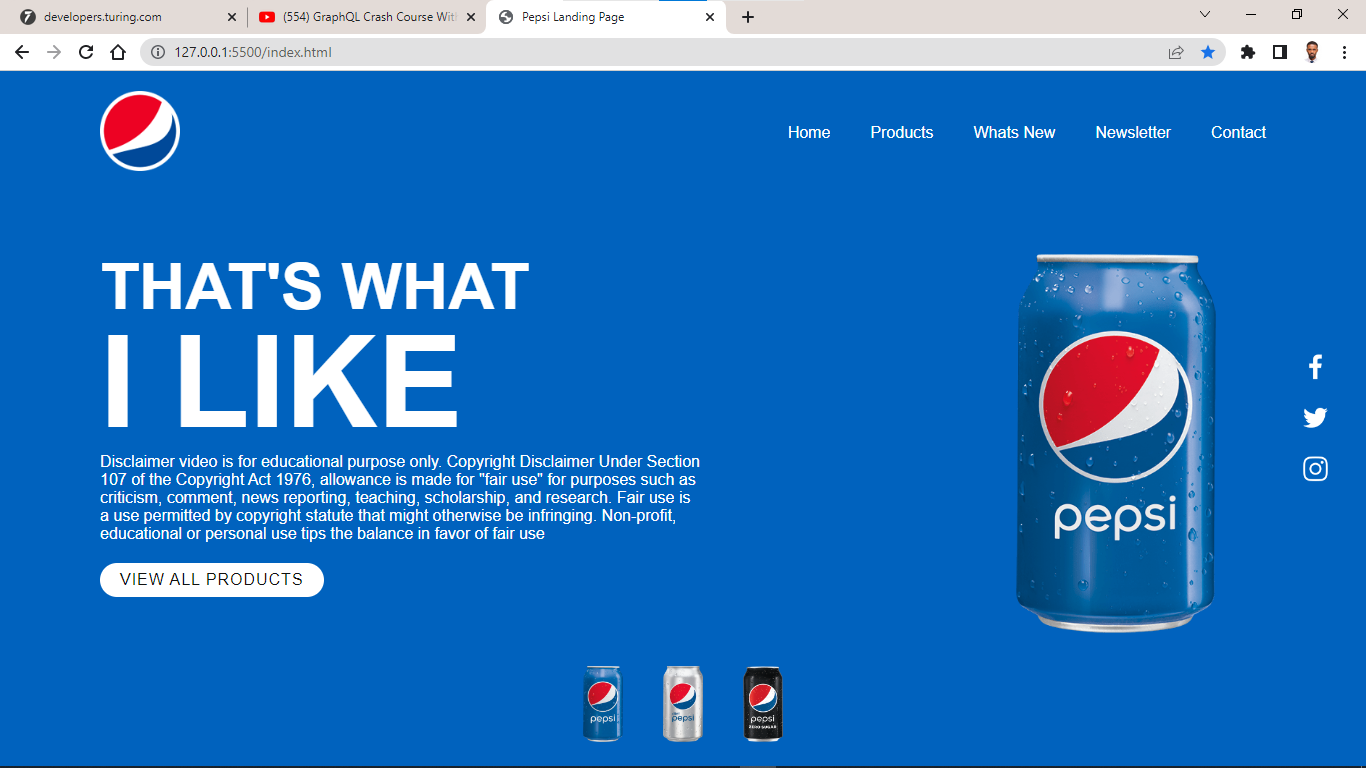 developers.turing.com
(554) GraphQL Crash Course Wit
Pepsi Landing Page
127.0.0.1:5500/index.html
Home Products Whats New Newsletter Contact
THAT'S WHAT
I LIKE
Disclaimer video is for educational purpose only. Copyright Disclaimer Under Section
107 of the Copyright Act 1976, allowance is made for "fair use" for purposes such as
criticism, comment, news reporting, teaching, scholarship, and research. Fair use is
a use permitted by copyright statute that might otherwise be infringing. Non-profit,
educational or personal use tips the balance in favor of fair use
VIEW ALL PRODUCTS
pepsi
pepsi
pepsi
pepsi
ZERO SUGAR